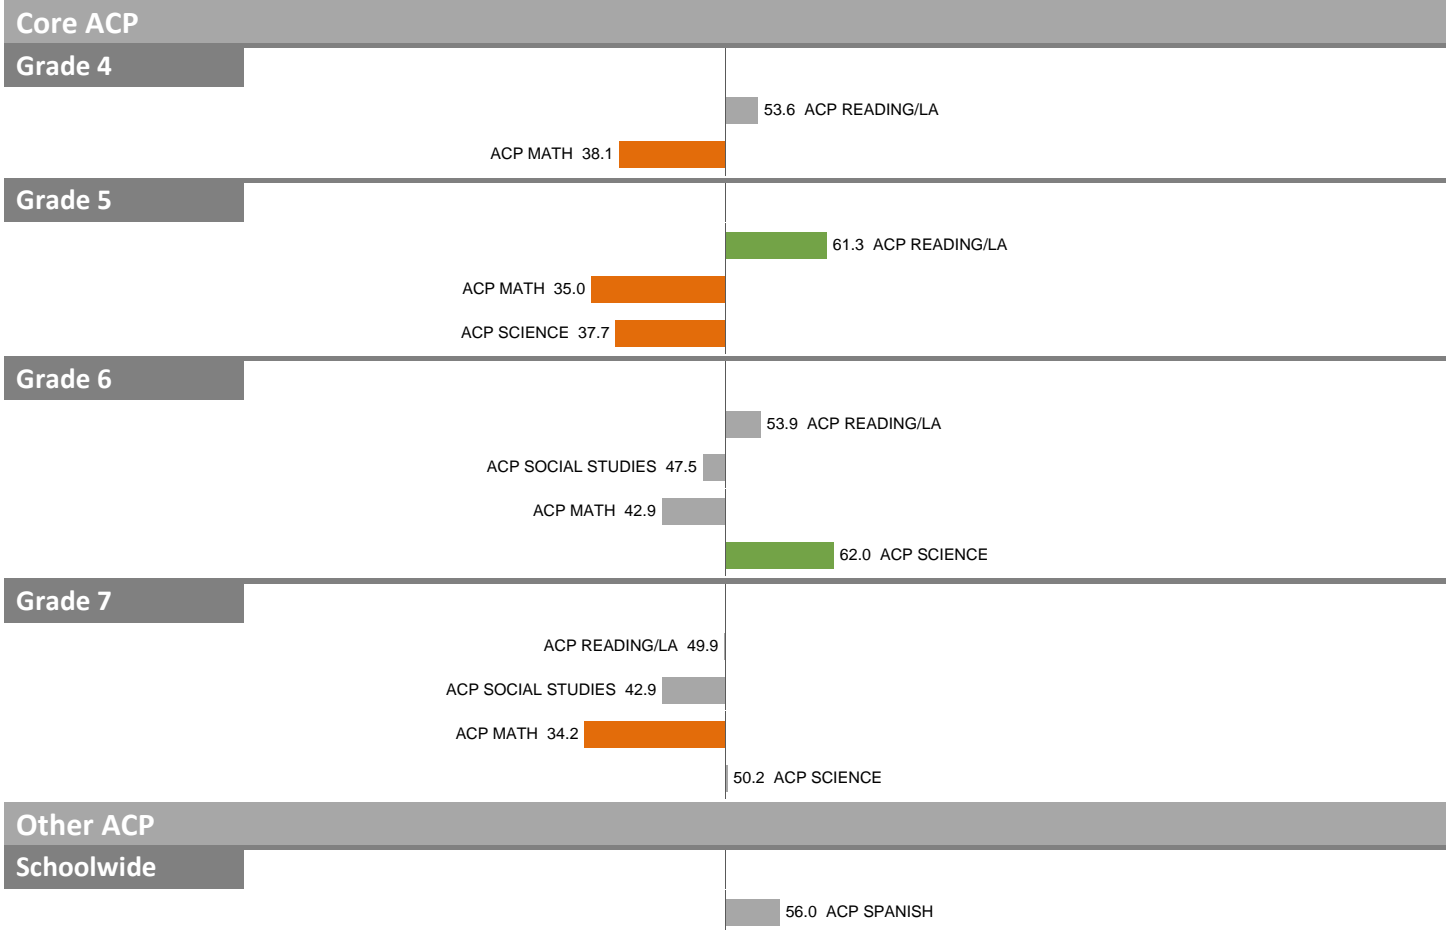 Core ACP
Grade 4
53.6 ACP READING/LA
ACP MATH 38.1
Grade 5
61.3 ACP READING/LA
ACP MATH 35.0
ACP SCIENCE 37.7
Grade 6
53.9 ACP READING/LA
ACP SOCIAL STUDIES 47.5
ACP MATH 42.9
62.0 ACP SCIENCE
Grade 7
ACP READING/LA 49.9
ACP SOCIAL STUDIES 42.9
ACP MATH 34.2
50.2 ACP SCIENCE
Other ACP
Schoolwide
56.0 ACP SPANISH